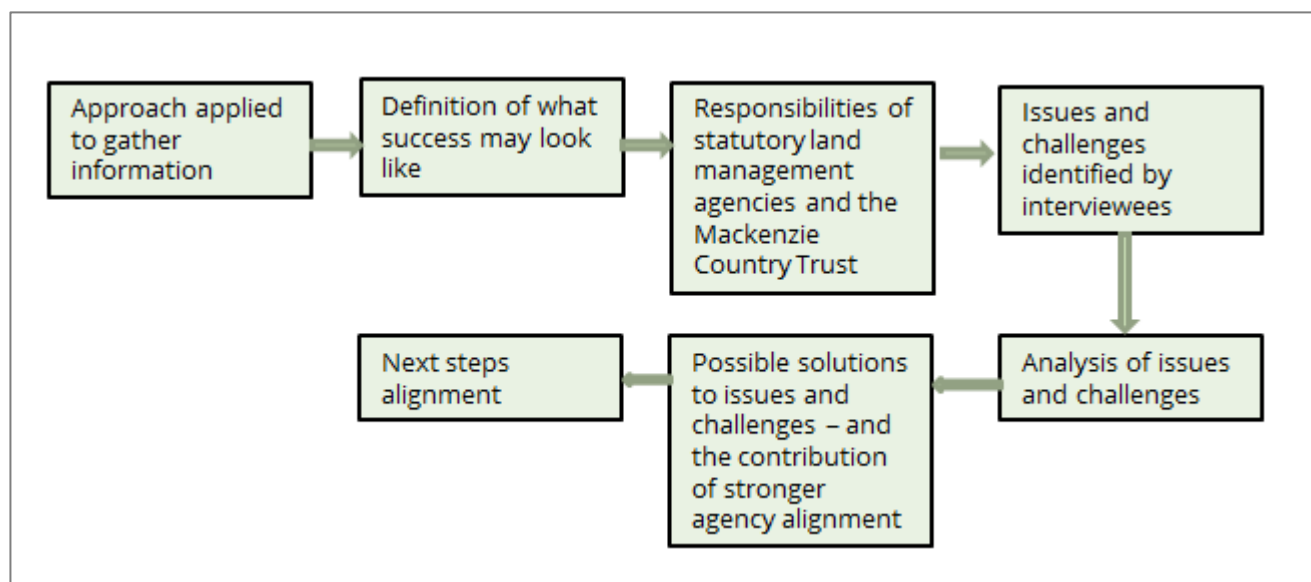 Approach applied
to gather
information
Definition of what
success may look
like
Responsibilities of
statutory land
management
agencies and the
Mackenzie
Country Trust
Issues and
challenges
identified by
interviewees
Analysis of issues
and challenges
Possible solutions
to issues and
challenges – and
the contribution
of stronger
agency alignment
Next steps
alignment